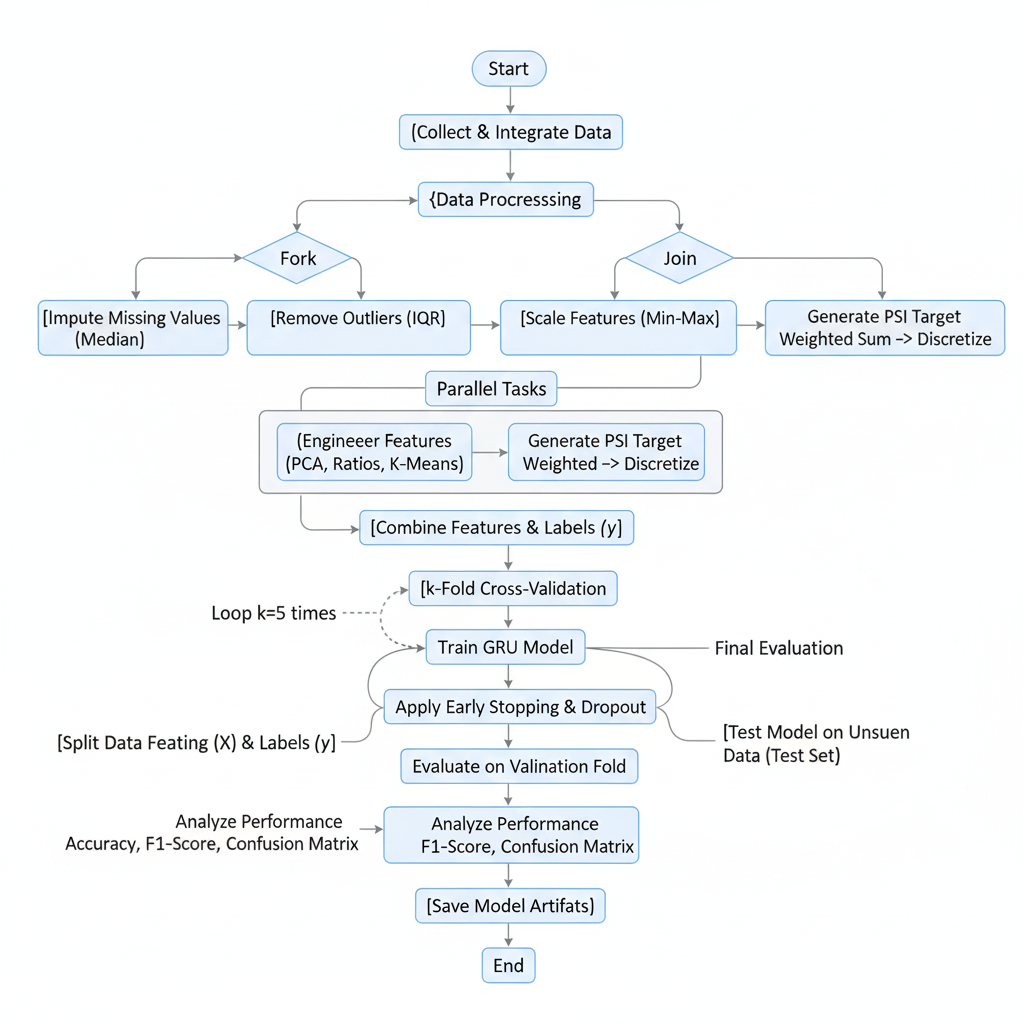 Start
[Collect & Integrate Data
{Data Procresssing
Fork
Join
[Impute Missing Values
(Median)
[Remove Outliers (IQR]
[Scale Features (Min-Max]
Generate PSI Target
Weighted Sum -> Discretize
Parallel Tasks
(Engineeer Features
(PCA, Ratios, K-Means)
Generate PSI Target
Weighted -> Discretize
[Combine Features & Labels (y]
[k-Fold Cross-Validation
Loop k=5 times
Train GRU Model
Final Evaluation
Apply Early Stopping & Dropout
[Split Data Feating (X) & Labels (y]
[Test Model on Unsuen
Data (Test Set)
Evaluate on Valination Fold
Analyze Performance
Accuracy, F1-Score, Confusion Matrix
Analyze Performance
F1-Score, Confusion Matrix
[Save Model Artifats)
End